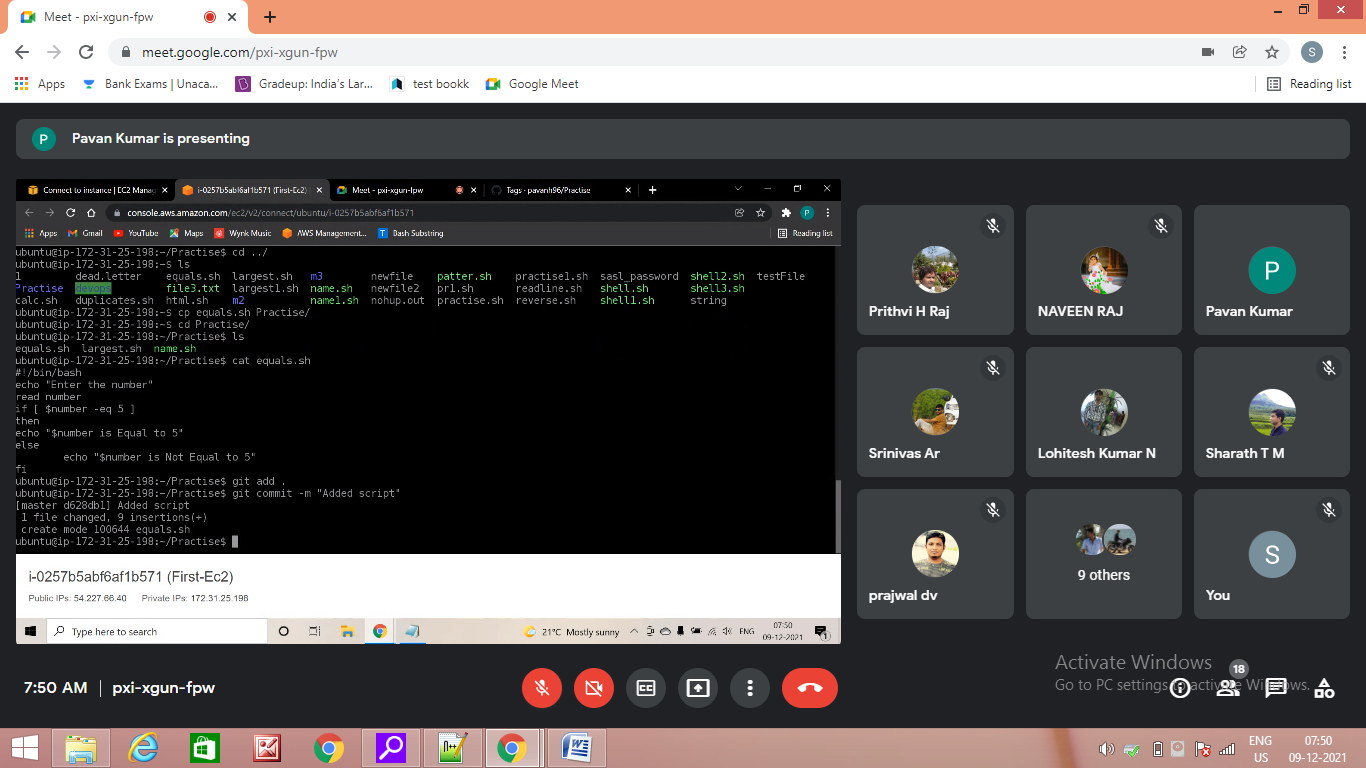 Meet - pxi-xgun-fpw
meet.google.com/pxi-xgun-fpw
S
Apps
Bank Exams | Unaca...
Gradeup: India's Lar...
test bookk
Google Meet
Reading list
P
Pavan Kumar is presenting
Connect to instance | EC2 Manag
i-0257b5abf6af1b571 (First-Ec2)
Meet - pxi-xgun-fpw
Tags · pavanh96/Practise
console.aws.amazon.com/ec2/v2/connect/ubuntu/i-0257b5abf6af1b571
P
Apps
Gmail
YouTube
Maps
Wynk Music
AWS Management...
T
Bash Substring
Reading list
ubuntu@ip-172-31-25-198:~/Practise$ cd ../
ubuntu@ip-172-31-25-198:~$ ls
1 dead.letter equals.sh largest.sh m3 newfile patter.sh practise1.sh sasl_password shell2.sh testFile
Practise devops file3.txt largest1.sh name.sh newfile2 pr1.sh readline.sh shell.sh shell3.sh
calc.sh duplicates.sh html.sh m2 name1.sh nohup.out practise.sh reverse.sh shell1.sh string
ubuntu@ip-172-31-25-198:~$ cp equals.sh Practise/
ubuntu@ip-172-31-25-198:~$ cd Practise/
ubuntu@ip-172-31-25-198:~/Practise$ ls
equals.sh largest.sh name.sh
ubuntu@ip-172-31-25-198:~/Practise$ cat equals.sh
#!/bin/bash
echo "Enter the number"
read number
if [ $number -eq 5 ]
then
echo "$number is Equal to 5"
else
echo "$number is Not Equal to 5"
fi
ubuntu@ip-172-31-25-198:~/Practise$ git add .
ubuntu@ip-172-31-25-198:~/Practise$ git commit -m "Added script"
[master d628db1] Added script
1 file changed, 9 insertions(+)
create mode 100644 equals.sh
ubuntu@ip-172-31-25-198:~/Practise$
i-0257b5abf6af1b571 (First-Ec2)
Public IPs: 54.227.66.40 Private IPs: 172.31.25.198
Type here to search
21°C Mostly sunny
ENG
07:50
09-12-2021
1
Prithvi H Raj
NAVEEN RAJ
P
Pavan Kumar
Srinivas Ar
Lohitesh Kumar N
Sharath T M
prajwal dv
9 others
S
You
Activate Windows
Go to PC settings to activate Windows.
18
7:50 AM | pxi-xgun-fpw
CC
N++
W
ENG
US
07:50
09-12-2021